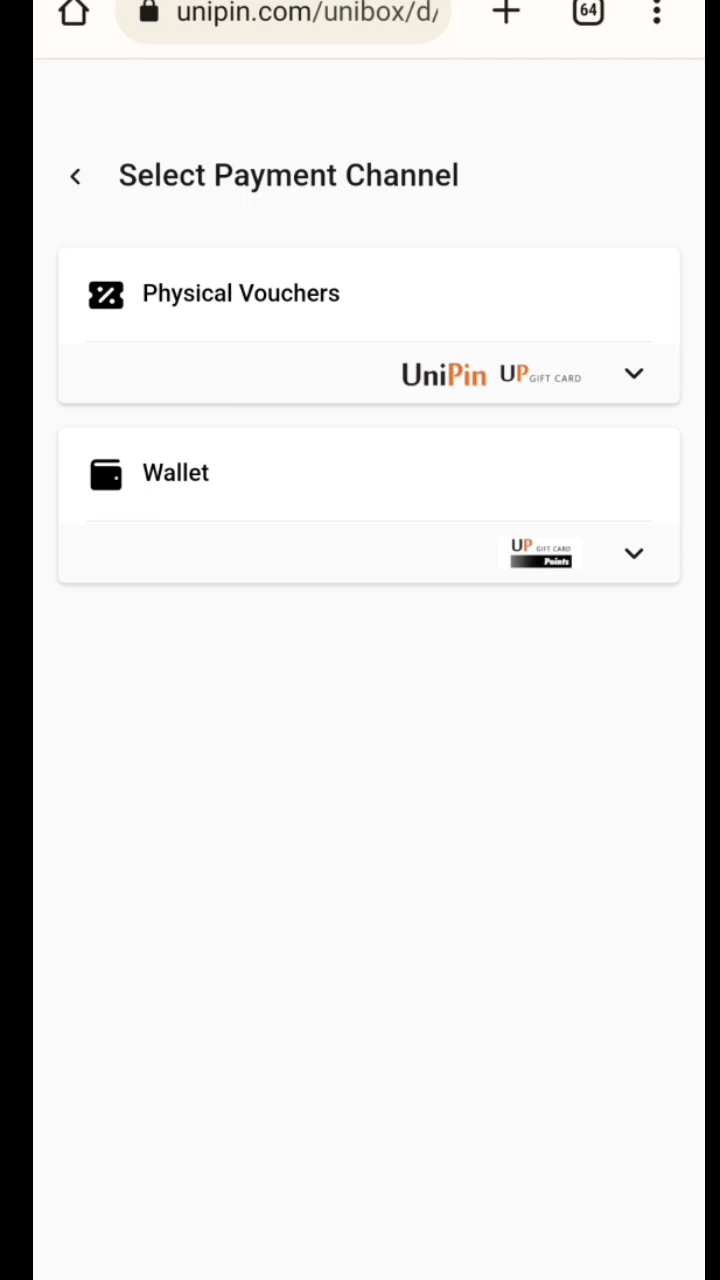 unipin.com/unibox/d/
64
Select Payment Channel
Physical Vouchers
UniPin UP GIFT CARD
Wallet
UP GIFT CARD
Points